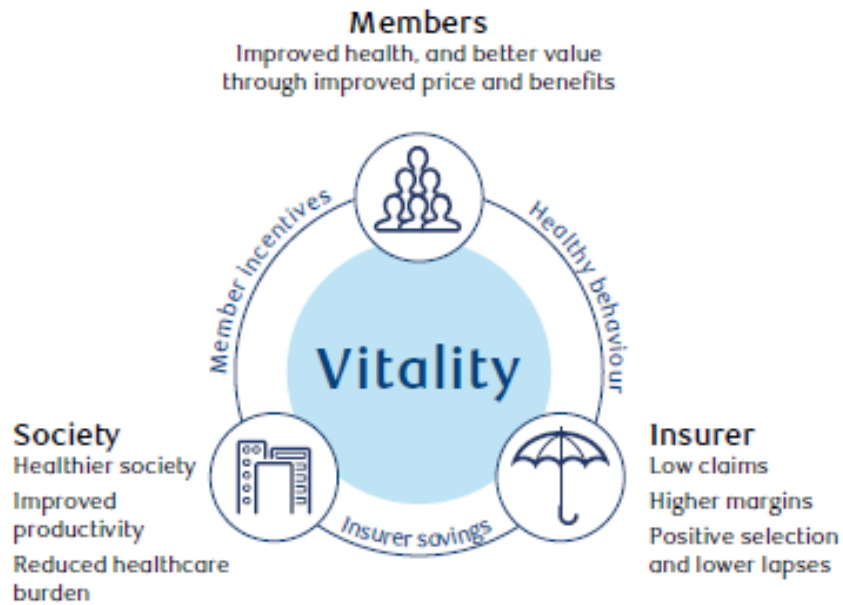 Members
Improved health, and better value
through improved price and benefits
Member incentives
Healthy behaviour
Vitality
Society
Healthier society
Improved
productivity
Reduced healthcare
burden
Insurer savings
Insurer
Low claims
Higher margins
Positive selection
and lower lapses